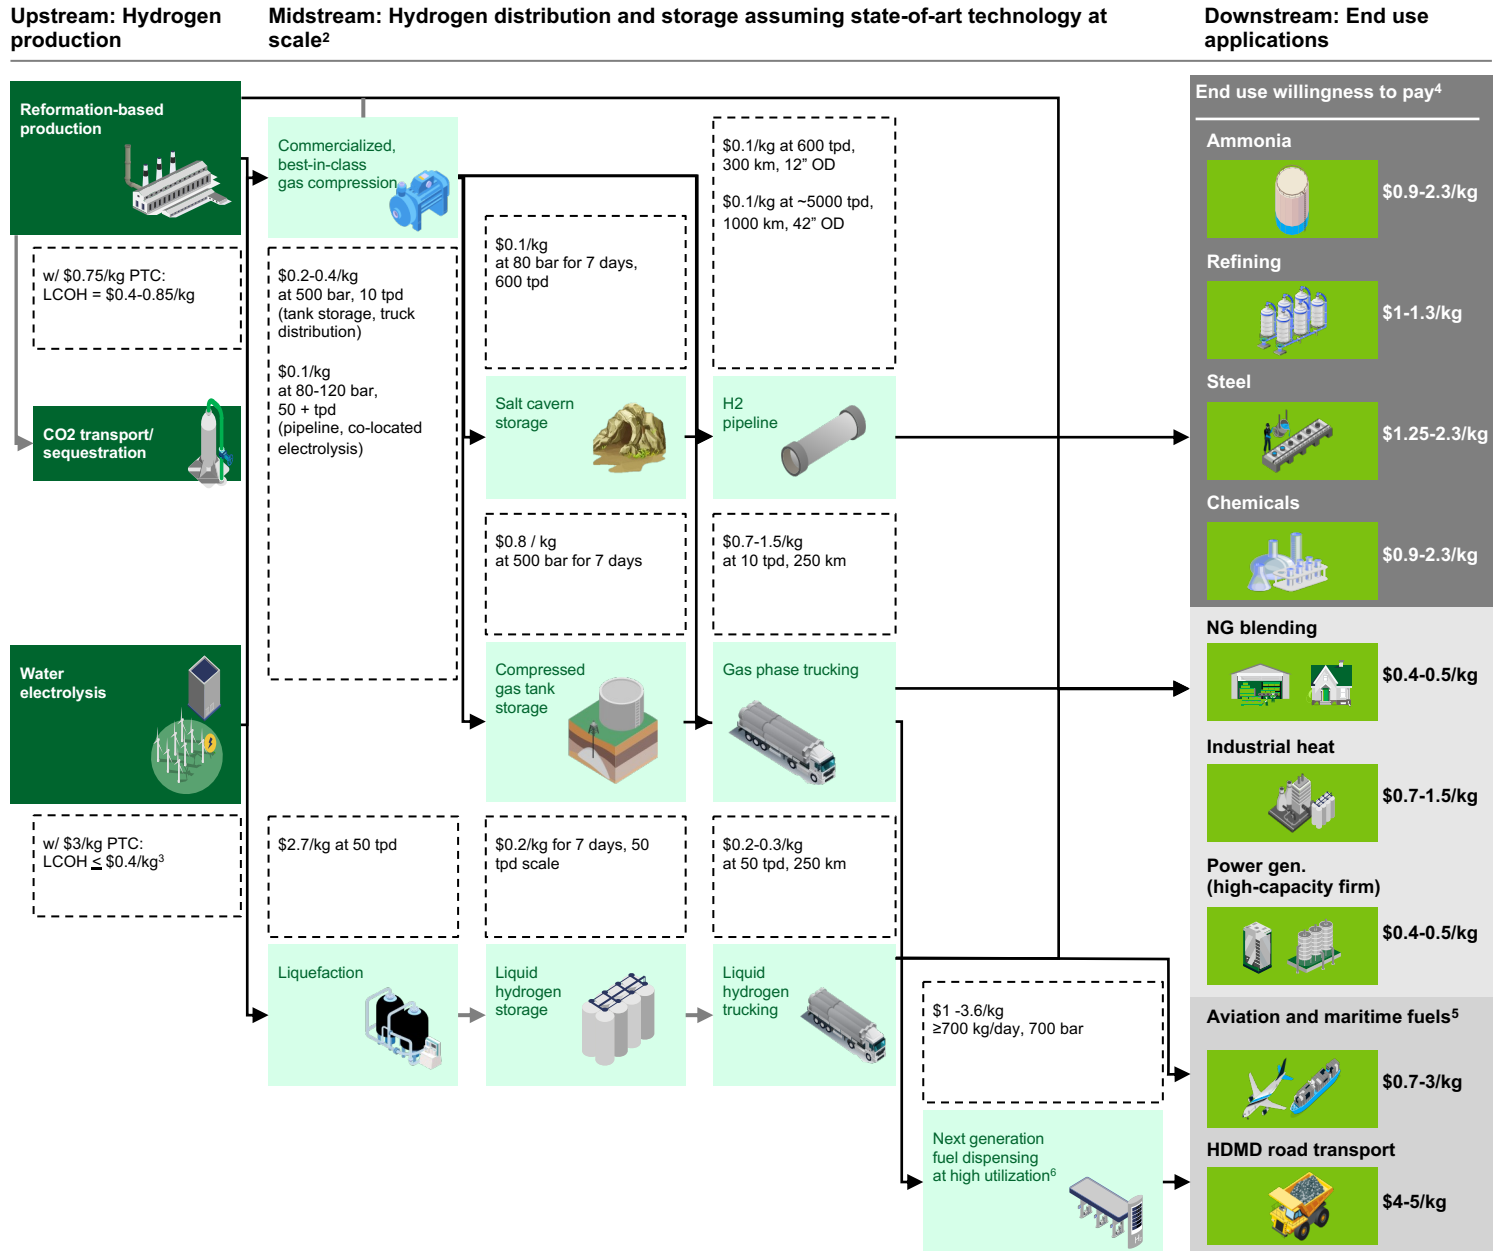 Upstream: Hydrogen
production
Midstream: Hydrogen distribution and storage assuming state-of-art technology at
scale²
Downstream: End use
applications
Reformation-based
production
w/ $0.75/kg PTC:
LCOH = $0.4-0.85/kg
CO2 transport/
sequestration
Water
electrolysis
w/ $3/kg PTC:
LCOH ≤ $0.4/kg³
Commercialized,
best-in-class
gas compression
$0.2-0.4/kg
at 500 bar, 10 tpd
(tank storage, truck
distribution)
$0.1/kg
at 80-120 bar,
50 + tpd
(pipeline, co-located
electrolysis)
$2.7/kg at 50 tpd
Liquefaction
$0.1/kg
at 80 bar for 7 days,
600 tpd
Salt cavern
storage
$0.8 / kg
at 500 bar for 7 days
Compressed
gas tank
storage
$0.2/kg for 7 days, 50
tpd scale
Liquid
hydrogen
storage
$0.1/kg at 600 tpd,
300 km, 12” OD
$0.1/kg at ~5000 tpd,
1000 km, 42” OD
H2
pipeline
$0.7-1.5/kg
at 10 tpd, 250 km
Gas phase trucking
$0.2-0.3/kg
at 50 tpd, 250 km
Liquid
hydrogen
trucking
$1 -3.6/kg
≥700 kg/day, 700 bar
Next generation
fuel dispensing
at high utilization⁶
End use willingness to pay⁴
Ammonia
$0.9-2.3/kg
Refining
$1-1.3/kg
Steel
$1.25-2.3/kg
Chemicals
$0.9-2.3/kg
NG blending
$0.4-0.5/kg
Industrial heat
$0.7-1.5/kg
Power gen.
(high-capacity firm)
$0.4-0.5/kg
Aviation and maritime fuels⁵
$0.7-3/kg
HDMD road transport
$4-5/kg